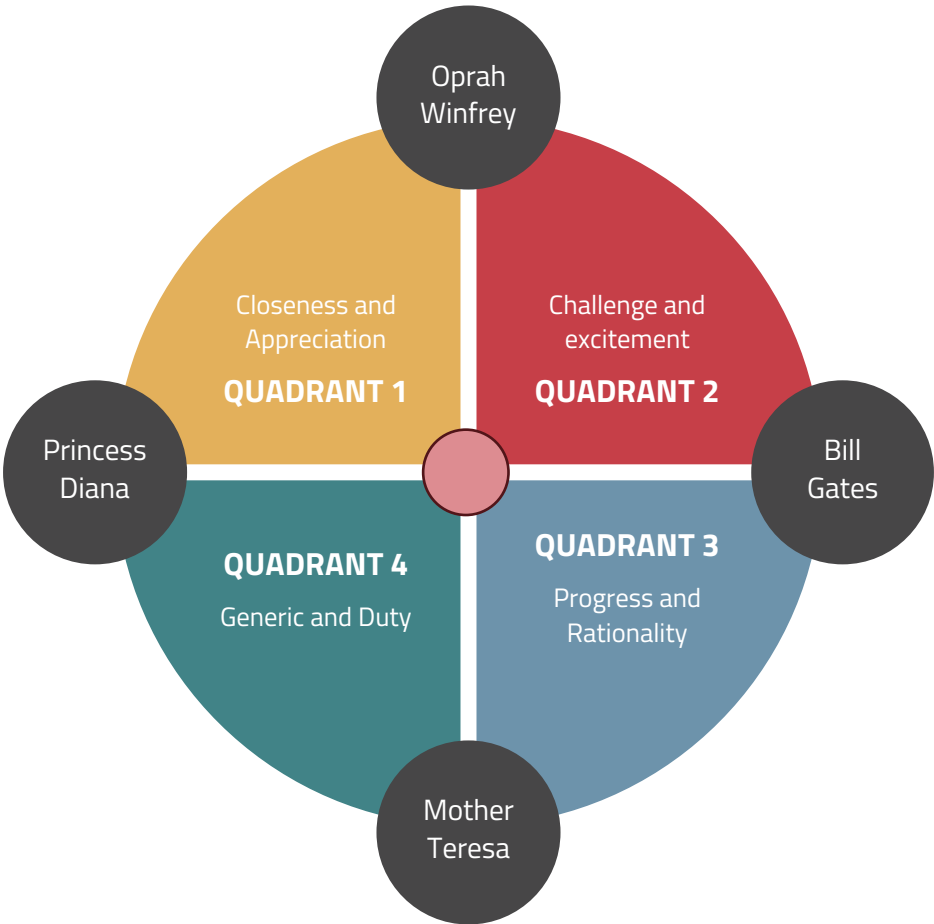 Oprah
Winfrey
Closeness and
Appreciation
QUADRANT 1
Challenge and
excitement
QUADRANT 2
Princess
Diana
Bill
Gates
QUADRANT 4
Generic and Duty
QUADRANT 3
Progress and
Rationality
Mother
Teresa